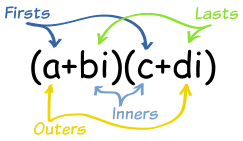 Firsts Lasts
(a+bi)(c+di)
Inners
Outers